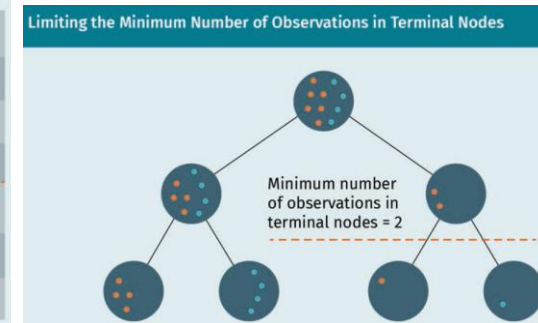 Limiting the Minimum Number of Observations in Terminal Nodes
Minimum number
of observations in
terminal nodes = 2